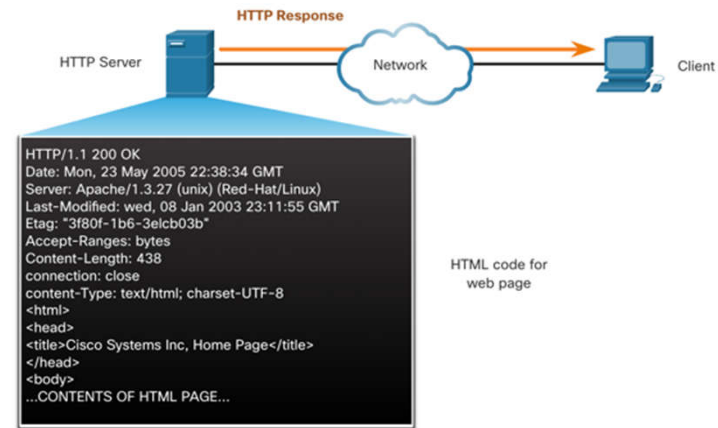 HTTP Response
HTTP Server
Network
Client
HTTP/1.1 200 OK
Date: Mon, 23 May 2005 22:38:34 GMT
Server: Apache/1.3.27 (unix) (Red-Hat/Linux)
Last-Modified: wed, 08 Jan 2003 23:11:55 GMT
Etag: "3f80f-1b6-3elcb03b"
Accept-Ranges: bytes
Content-Length: 438
connection: close
content-Type: text/html; charset-UTF-8
<html>
<head>
<title>Cisco Systems Inc, Home Page</title>
</head>
<body>
...CONTENTS OF HTML PAGE...
HTML code for
web page